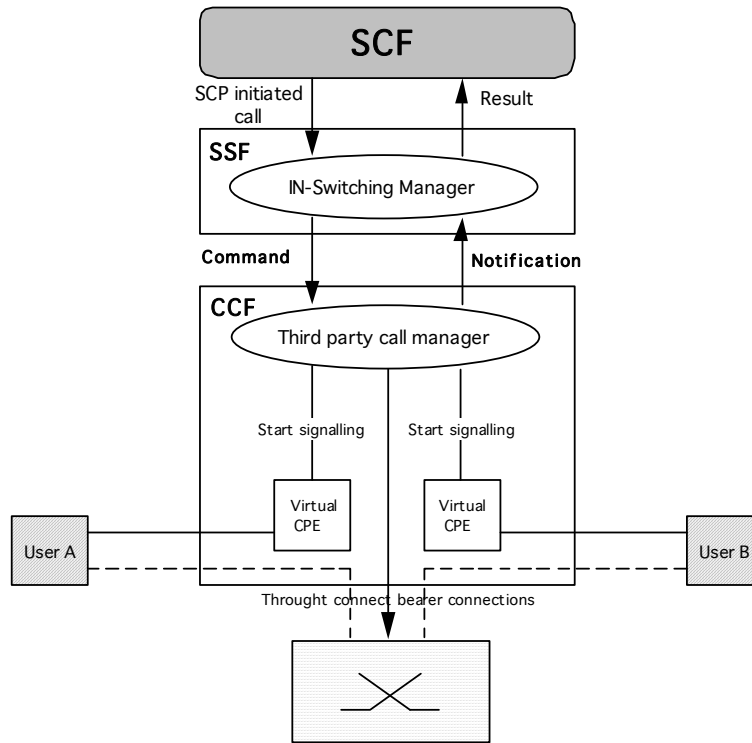 SCF
SCP initiated
call
Result
SSF
IN-Switching Manager
Command
Notification
CCF
Third party call manager
Start signalling
Start signalling
Virtual
CPE
Virtual
CPE
User A
User B
Throught connect bearer connections